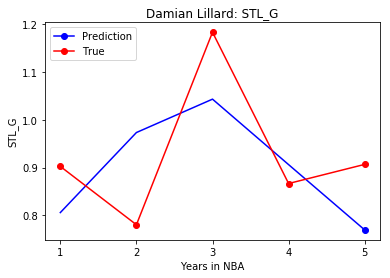 Damian Lillard: STL_G
Prediction
True
STL_G
1.2
1.1
1.0
0.9
0.8
1 2 3 4 5
Years in NBA